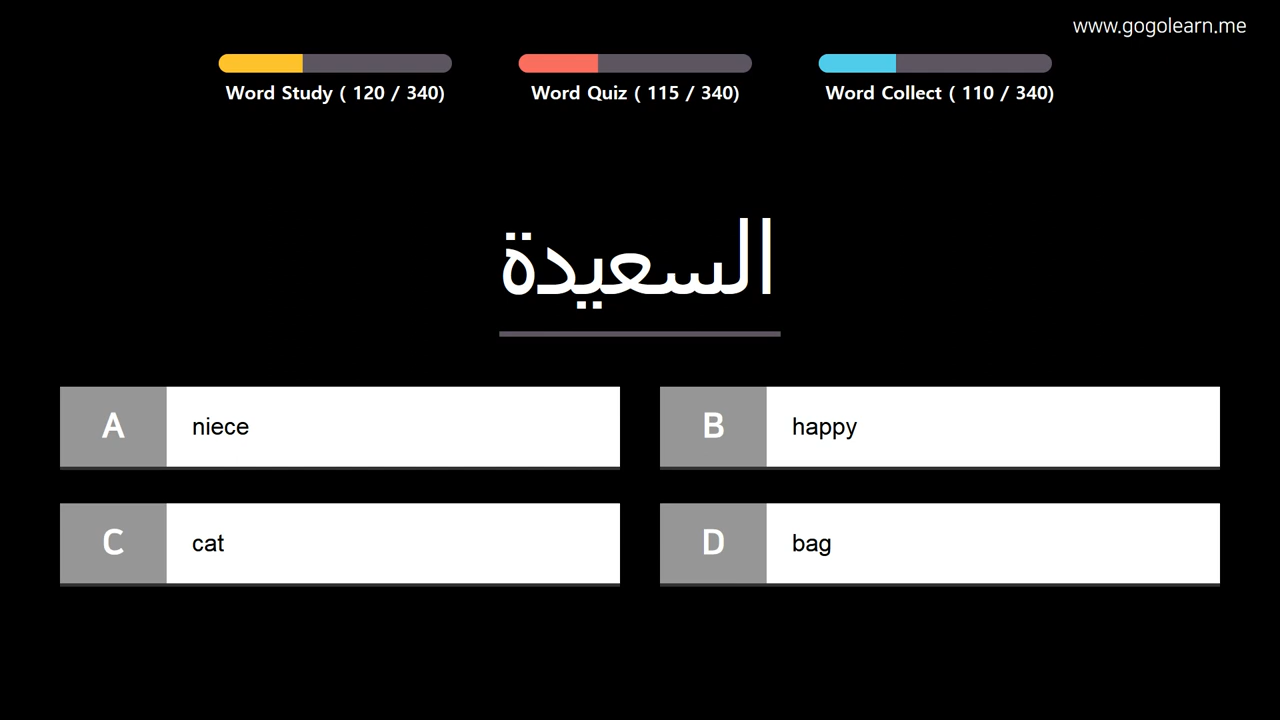 www.gogolearn.me
Word Study ( 120 / 340)
Word Quiz ( 115 / 340)
Word Collect ( 110 / 340)
السعيدة
A niece
B happy
C cat
D bag